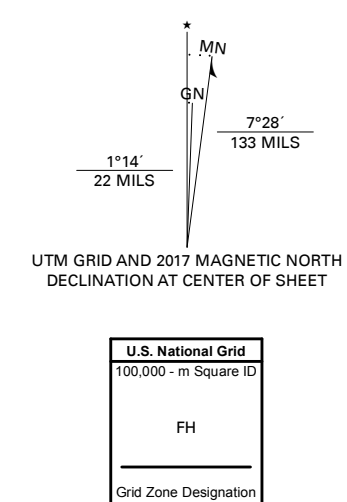 ★
MN
GN
7°28´
133 MILS
1°14´
22 MILS
UTM GRID AND 2017 MAGNETIC NORTH
DECLINATION AT CENTER OF SHEET
U.S. National Grid
100,000 - m Square ID
FH
Grid Zone Designation